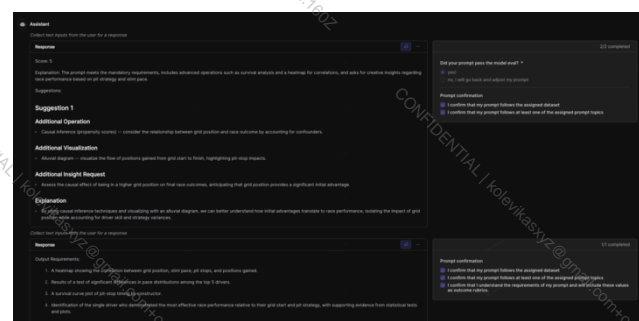 Assistant
Collect text inputs from the user for a response
Response
2/2 completed
Score: 5
Explanation: The prompt meets the mandatory requirements, includes advanced operations such as survival analysis and a heatmap for correlations, and asks for creative insights regarding
race performance based on pit strategy and stint pace.
Suggestions:
Did your prompt pass the model eval? *
yes!
no, I will go back and adjust my prompt
Prompt confirmation
I confirm that my prompt follows the assigned dataset
I confirm that my prompt follows at least one of the assigned prompt topics
Suggestion 1
Additional Operation
Causal inference (propensity scores) — consider the relationship between grid position and race outcome by accounting for confounders.
Additional Visualization
Alluvial diagram — visualize the flow of positions gained from grid start to finish, highlighting pit-stop impacts.
Additional Insight Request
Assess the causal effect of being in a higher grid position on final race outcomes, anticipating that grid position provides a significant initial advantage.
Explanation
By using causal inference techniques and visualizing with an alluvial diagram, we can better understand how initial advantages translate to race performance, isolating the impact of grid
position while accounting for driver skill and strategy variances.
Collect text inputs from the user for a response
Response
1/1 completed
Output Requirements:
1. A heatmap showing the correlation between grid position, stint pace, pit stops, and positions gained.
2. Results of a test of significant differences in pace distributions among the top 5 drivers.
3. A survival curve plot of pit-stop timing by constructor.
4. Identification of the single driver who demonstrated the most effective race performance relative to their grid start and pit strategy, with supporting evidence from statistical tests
and plots.
Prompt confirmation
I confirm that my prompt follows the assigned dataset
I confirm that my prompt follows at least one of the assigned prompt topics
I confirm that I understand the requirements of my prompt and will include these values
as outcome rubrics.
CONFIDENTIAL | kolevikasxyz@gmail.com+c